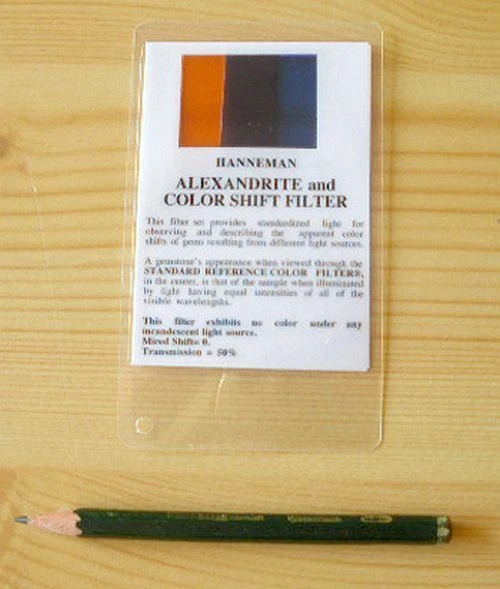 HANNEMAN
ALEXANDRITE and
COLOR SHIFT FILTER
This filter set provides standardized light for
observing and describing the apparent color
shifts of gems resulting from different light sources.
A gemstone's appearance when viewed through the
STANDARD REFERENCE COLOR FILTER®,
in the center, is that of the sample when illuminated
by light having equal intensities of all of the
visible wavelengths.
This filter exhibits no color under any
incandescent light source.
Mired Shift= 0.
Transmission = 50%